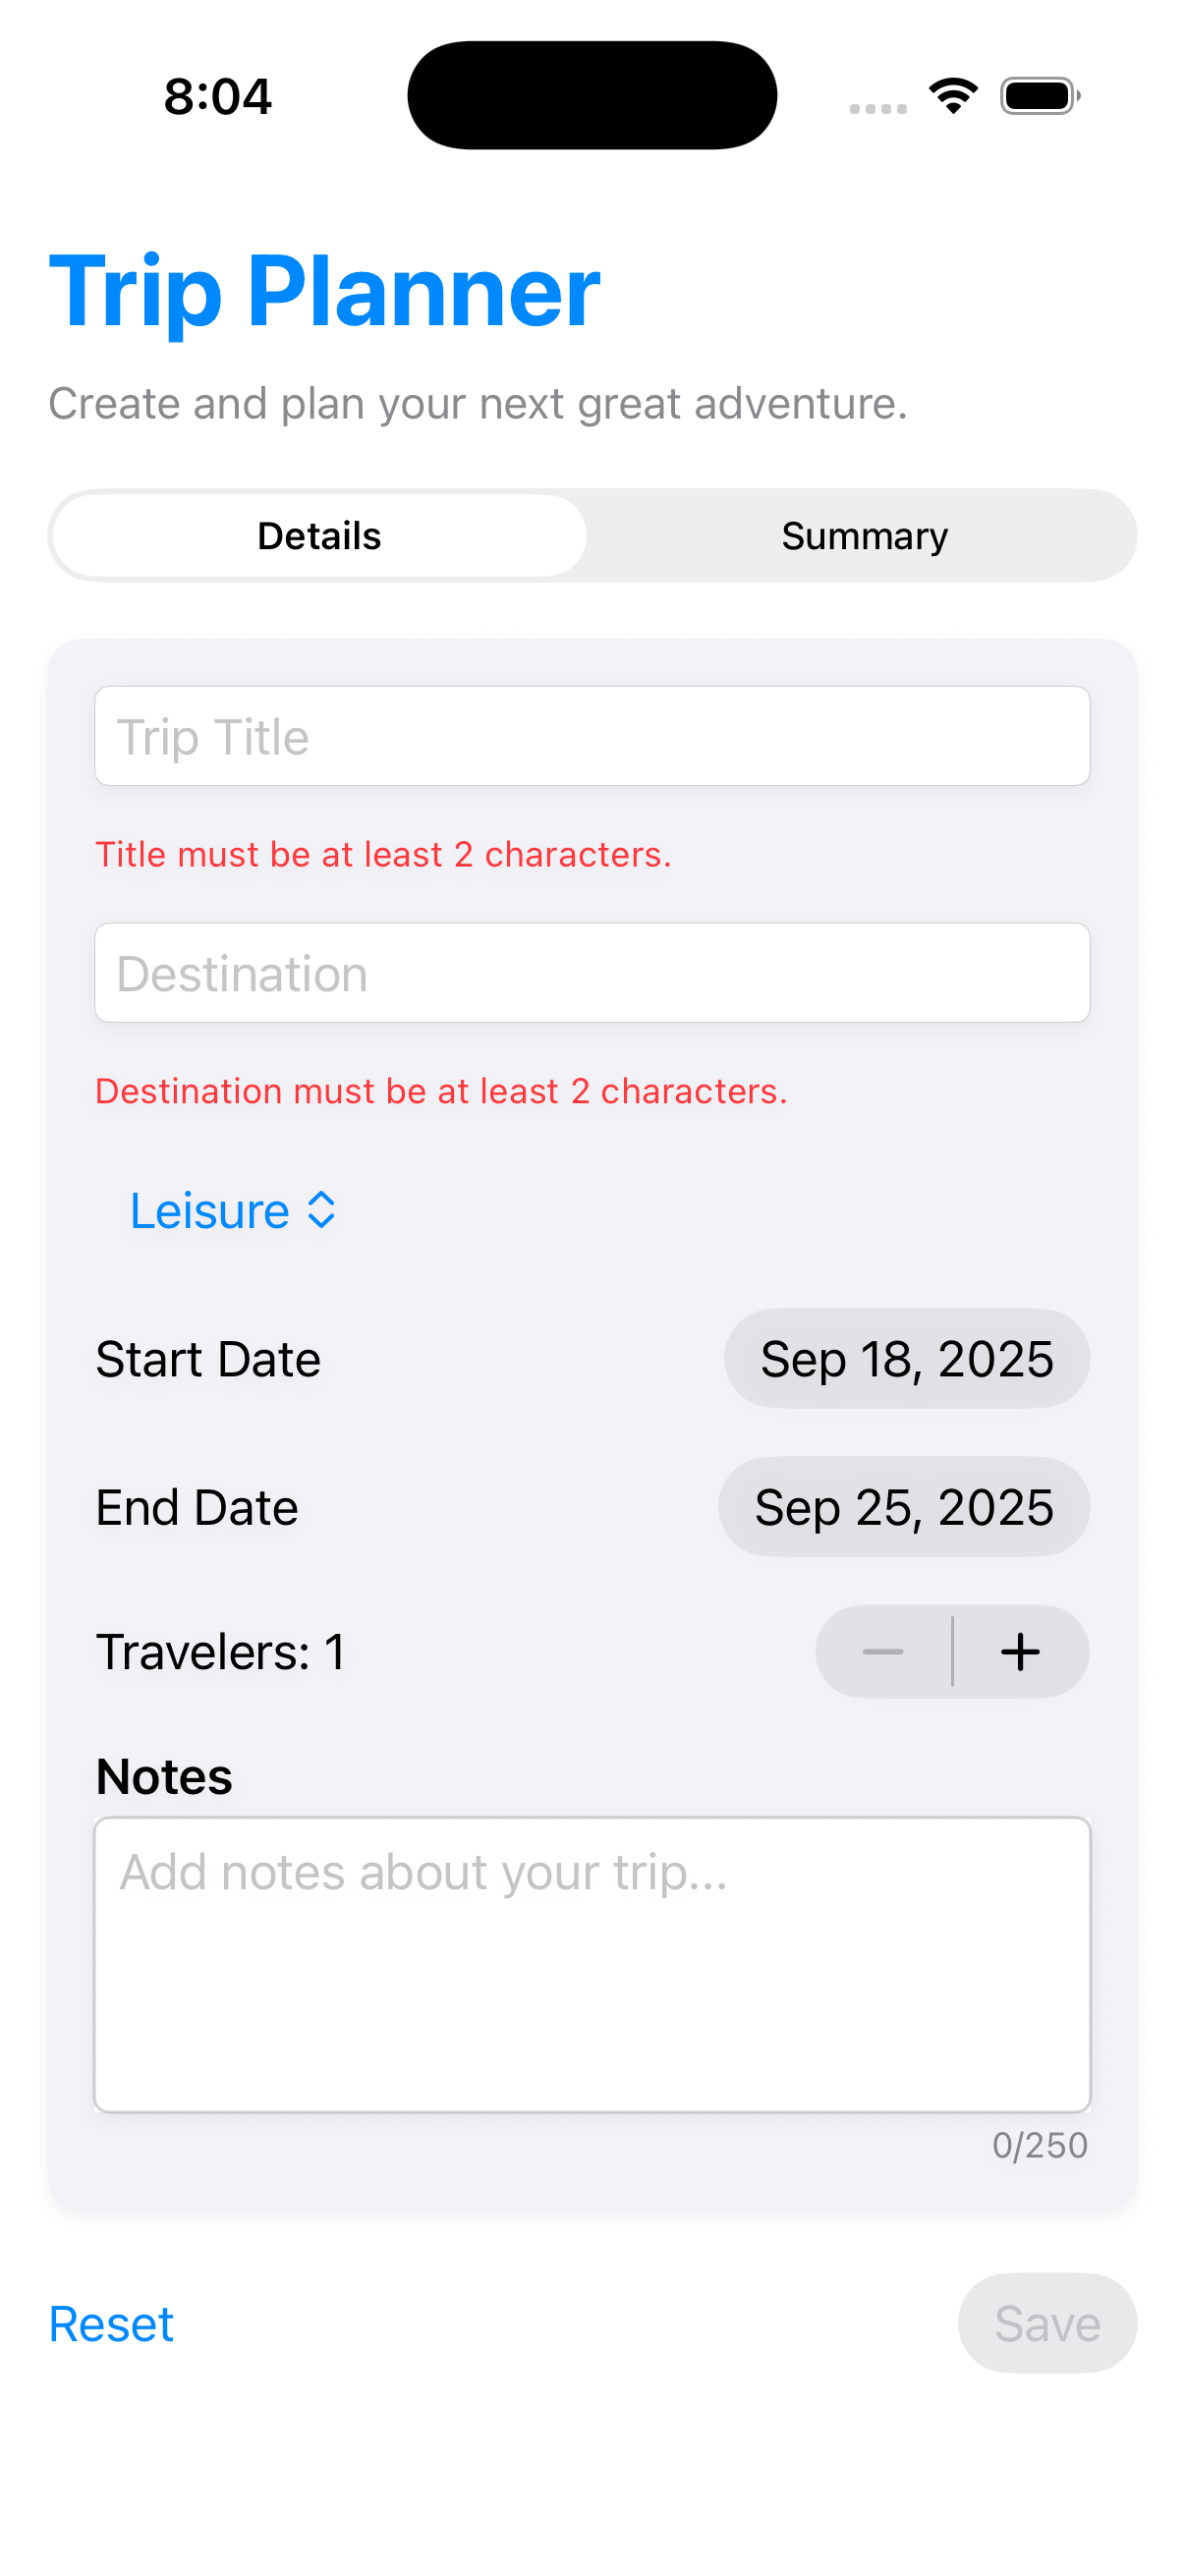 8:04
Trip Planner
Create and plan your next great adventure.
Details Summary
Trip Title
Title must be at least 2 characters.
Destination
Destination must be at least 2 characters.
Leisure
Start Date Sep 18, 2025
End Date Sep 25, 2025
Travelers: 1
Notes
Add notes about your trip...
0/250
Reset Save